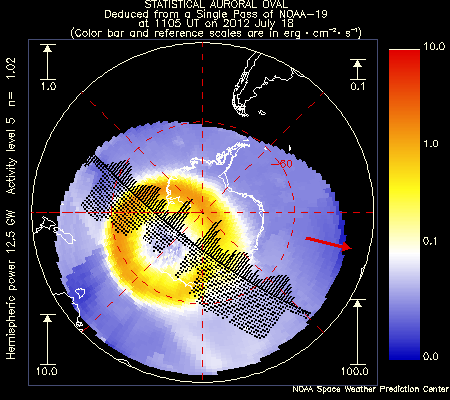 STATISTICAL AURORAL OVAL
Deduced from a Single Pass of NOAA-19
at 1105 UT on 2012 July 18
(Color bar and reference scales are in erg · cm⁻² · s⁻¹)
1.0
0.1
10.0
1.0
0.1
0.0
-60
10.0
100.0
Hemispheric power 12.5 GW Activity level 5 n= 1.02
NOAA Space Weather Prediction Center